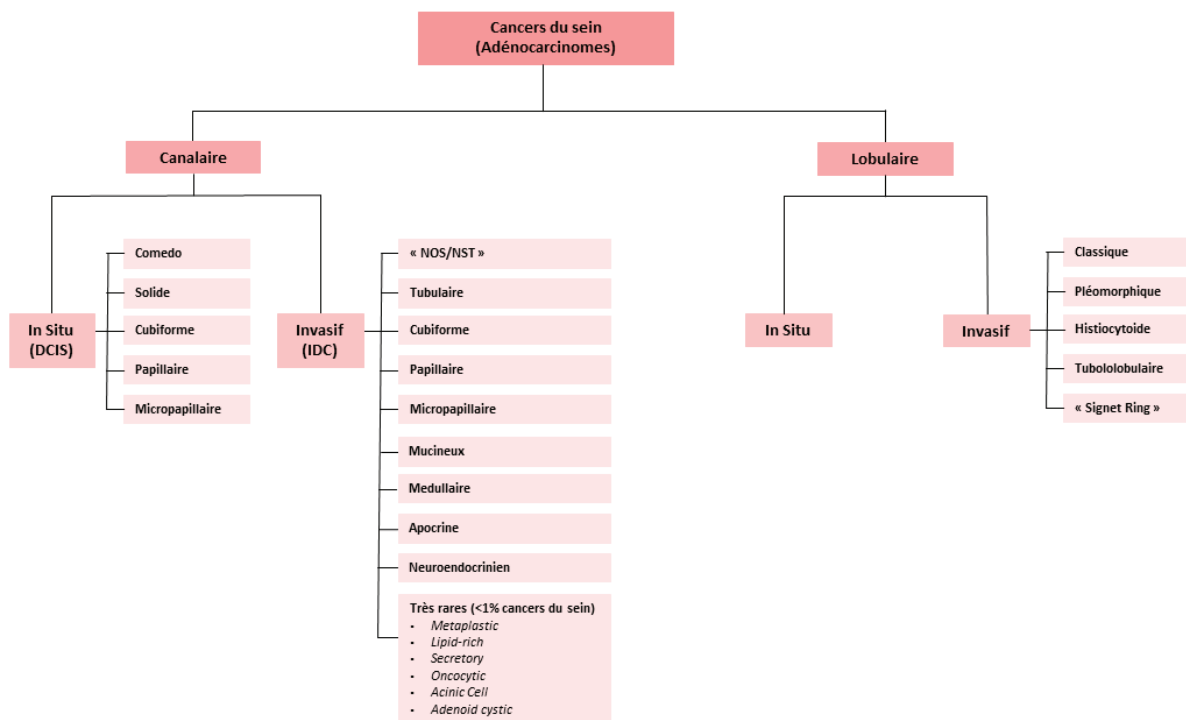 Cancers du sein
(Adénocarcinomes)
Canalaire
Lobulaire
In Situ
(DCIS)
Comedo
Solide
Cubiforme
Papillaire
Micropapillaire
Invasif
(IDC)
« NOS/NST »
Tubulaire
Cubiforme
Papillaire
Micropapillaire
Mucineux
Medullaire
Apocrine
Neuroendocrinien
Très rares (<1% cancers du sein)
• Metaplastic
• Lipid-rich
• Secretory
• Oncocytic
• Acinic Cell
• Adenoid cystic
In Situ
Invasif
Classique
Pléomorphique
Histiocytoide
Tubololobulaire
« Signet Ring »